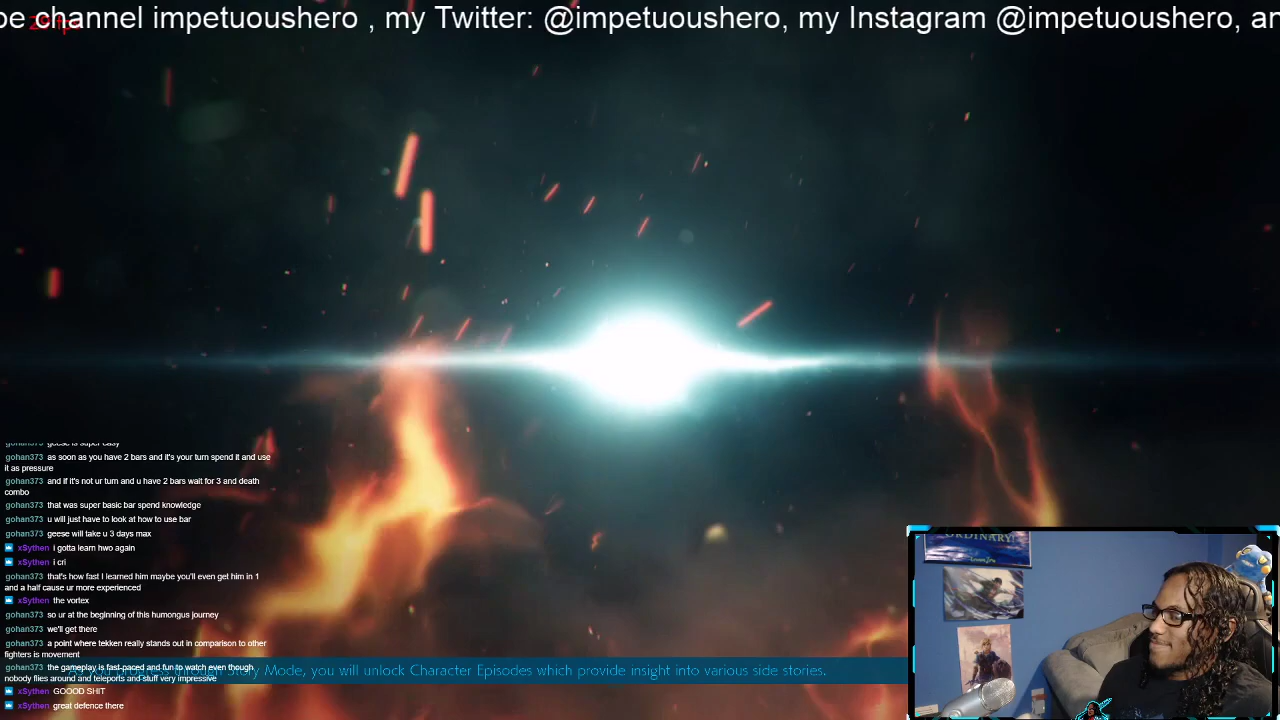 be channel impetuoushero , my Twitter: @impetuoushero, my Instagram @impetuoushero, an
gohan373 geese is super easy
gohan373 as soon as you have 2 bars and it's your turn spend it and use
it as pressure
gohan373 and if it's not ur turn and u have 2 bars wait for 3 and death
combo
gohan373 that was super basic bar spend knowledge
gohan373 u will just have to look at how to use bar
gohan373 geese will take u 3 days max
xSythen i gotta learn hwo again
xSythen i cri
gohan373 that's how fast I learned him maybe you'll even get him in 1
and a half cause ur more experienced
xSythen the vortex
gohan373 so ur at the beginning of this humongus journey
gohan373 we'll get there
gohan373 a point where tekken really stands out in comparison to other
fighters is movement
gohan373 the gameplay is fast-paced and fun to watch even though
nobody flies around and teleports and stuff very impressive
through Story Mode, you will unlock Character Episodes which provide insight into various side stories.
xSythen GOOOD SHIT
xSythen great defence there
ORDINARY!